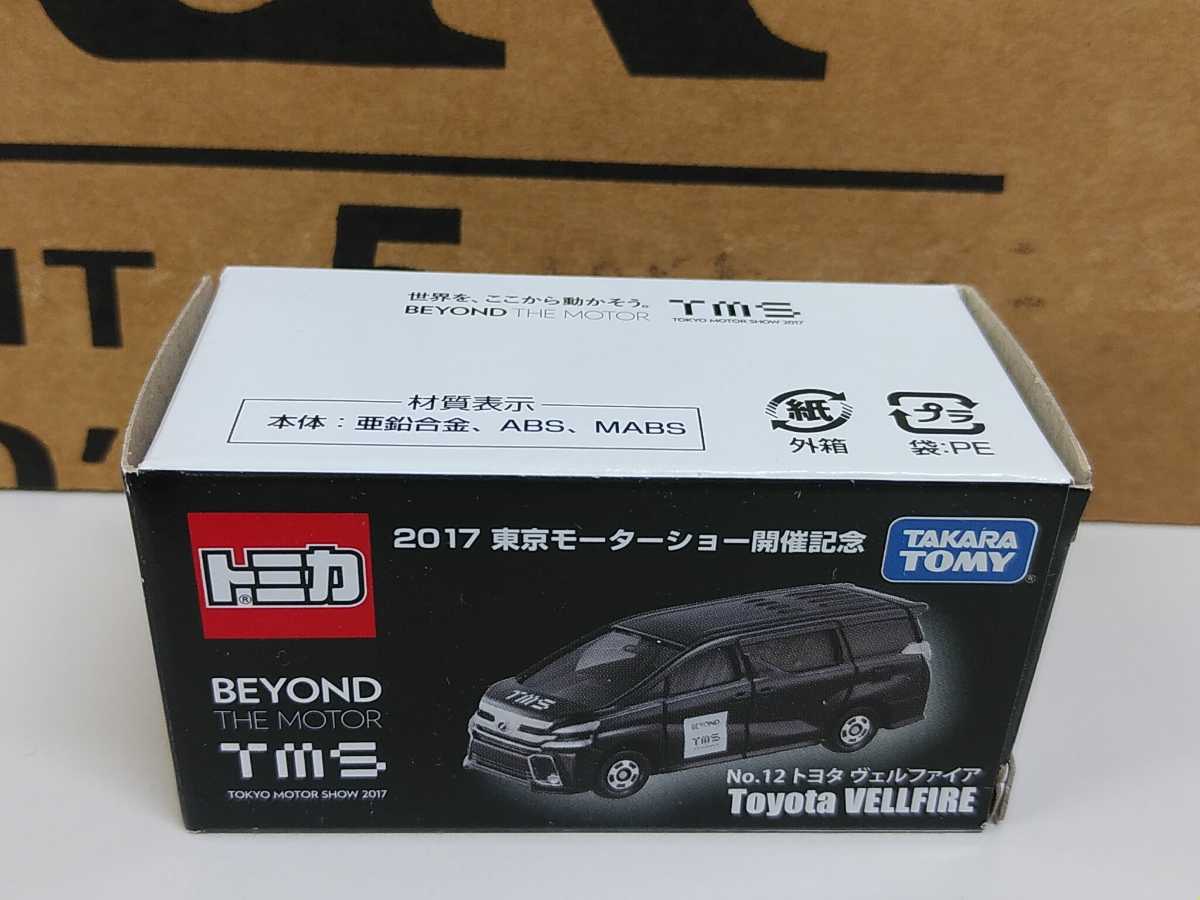 NT
5
世界を、ここから動かそう。
BEYOND THE MOTOR
TMS
TOKYO MOTOR SHOW 2017
材質表示
本体：亜鉛合金、ABS、MABS
紙
外箱
プラ
袋:PE
トミカ®
2017 東京モーターショー開催記念
TAKARA TOMY®
BEYOND
THE MOTOR
TMS
TOKYO MOTOR SHOW 2017
TMS
BEYOND
TMS
No.12 トヨタ ヴェルファイア
Toyota VELLFIRE